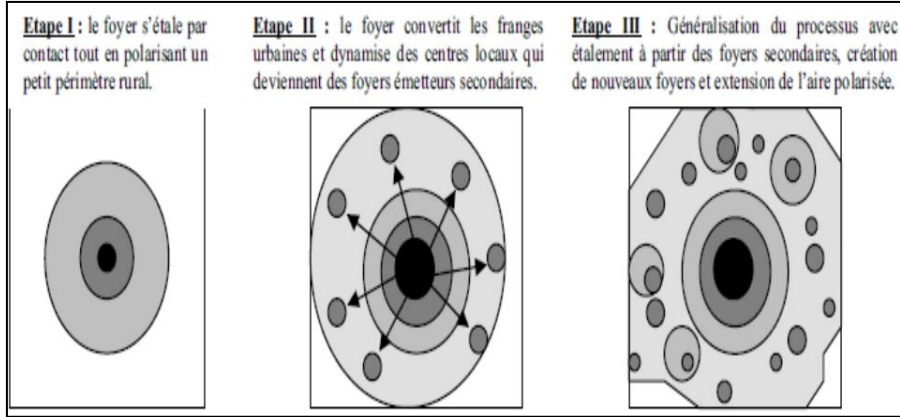 Etape I : le foyer s’étale par
contact tout en polarisant un
petit périmètre rural.
Etape II : le foyer convertit les franges
urbaines et dynamise des centres locaux qui
deviennent des foyers émetteurs secondaires.
Etape III : Généralisation du processus avec
étalement à partir des foyers secondaires, création
de nouveaux foyers et extension de l’aire polarisée.